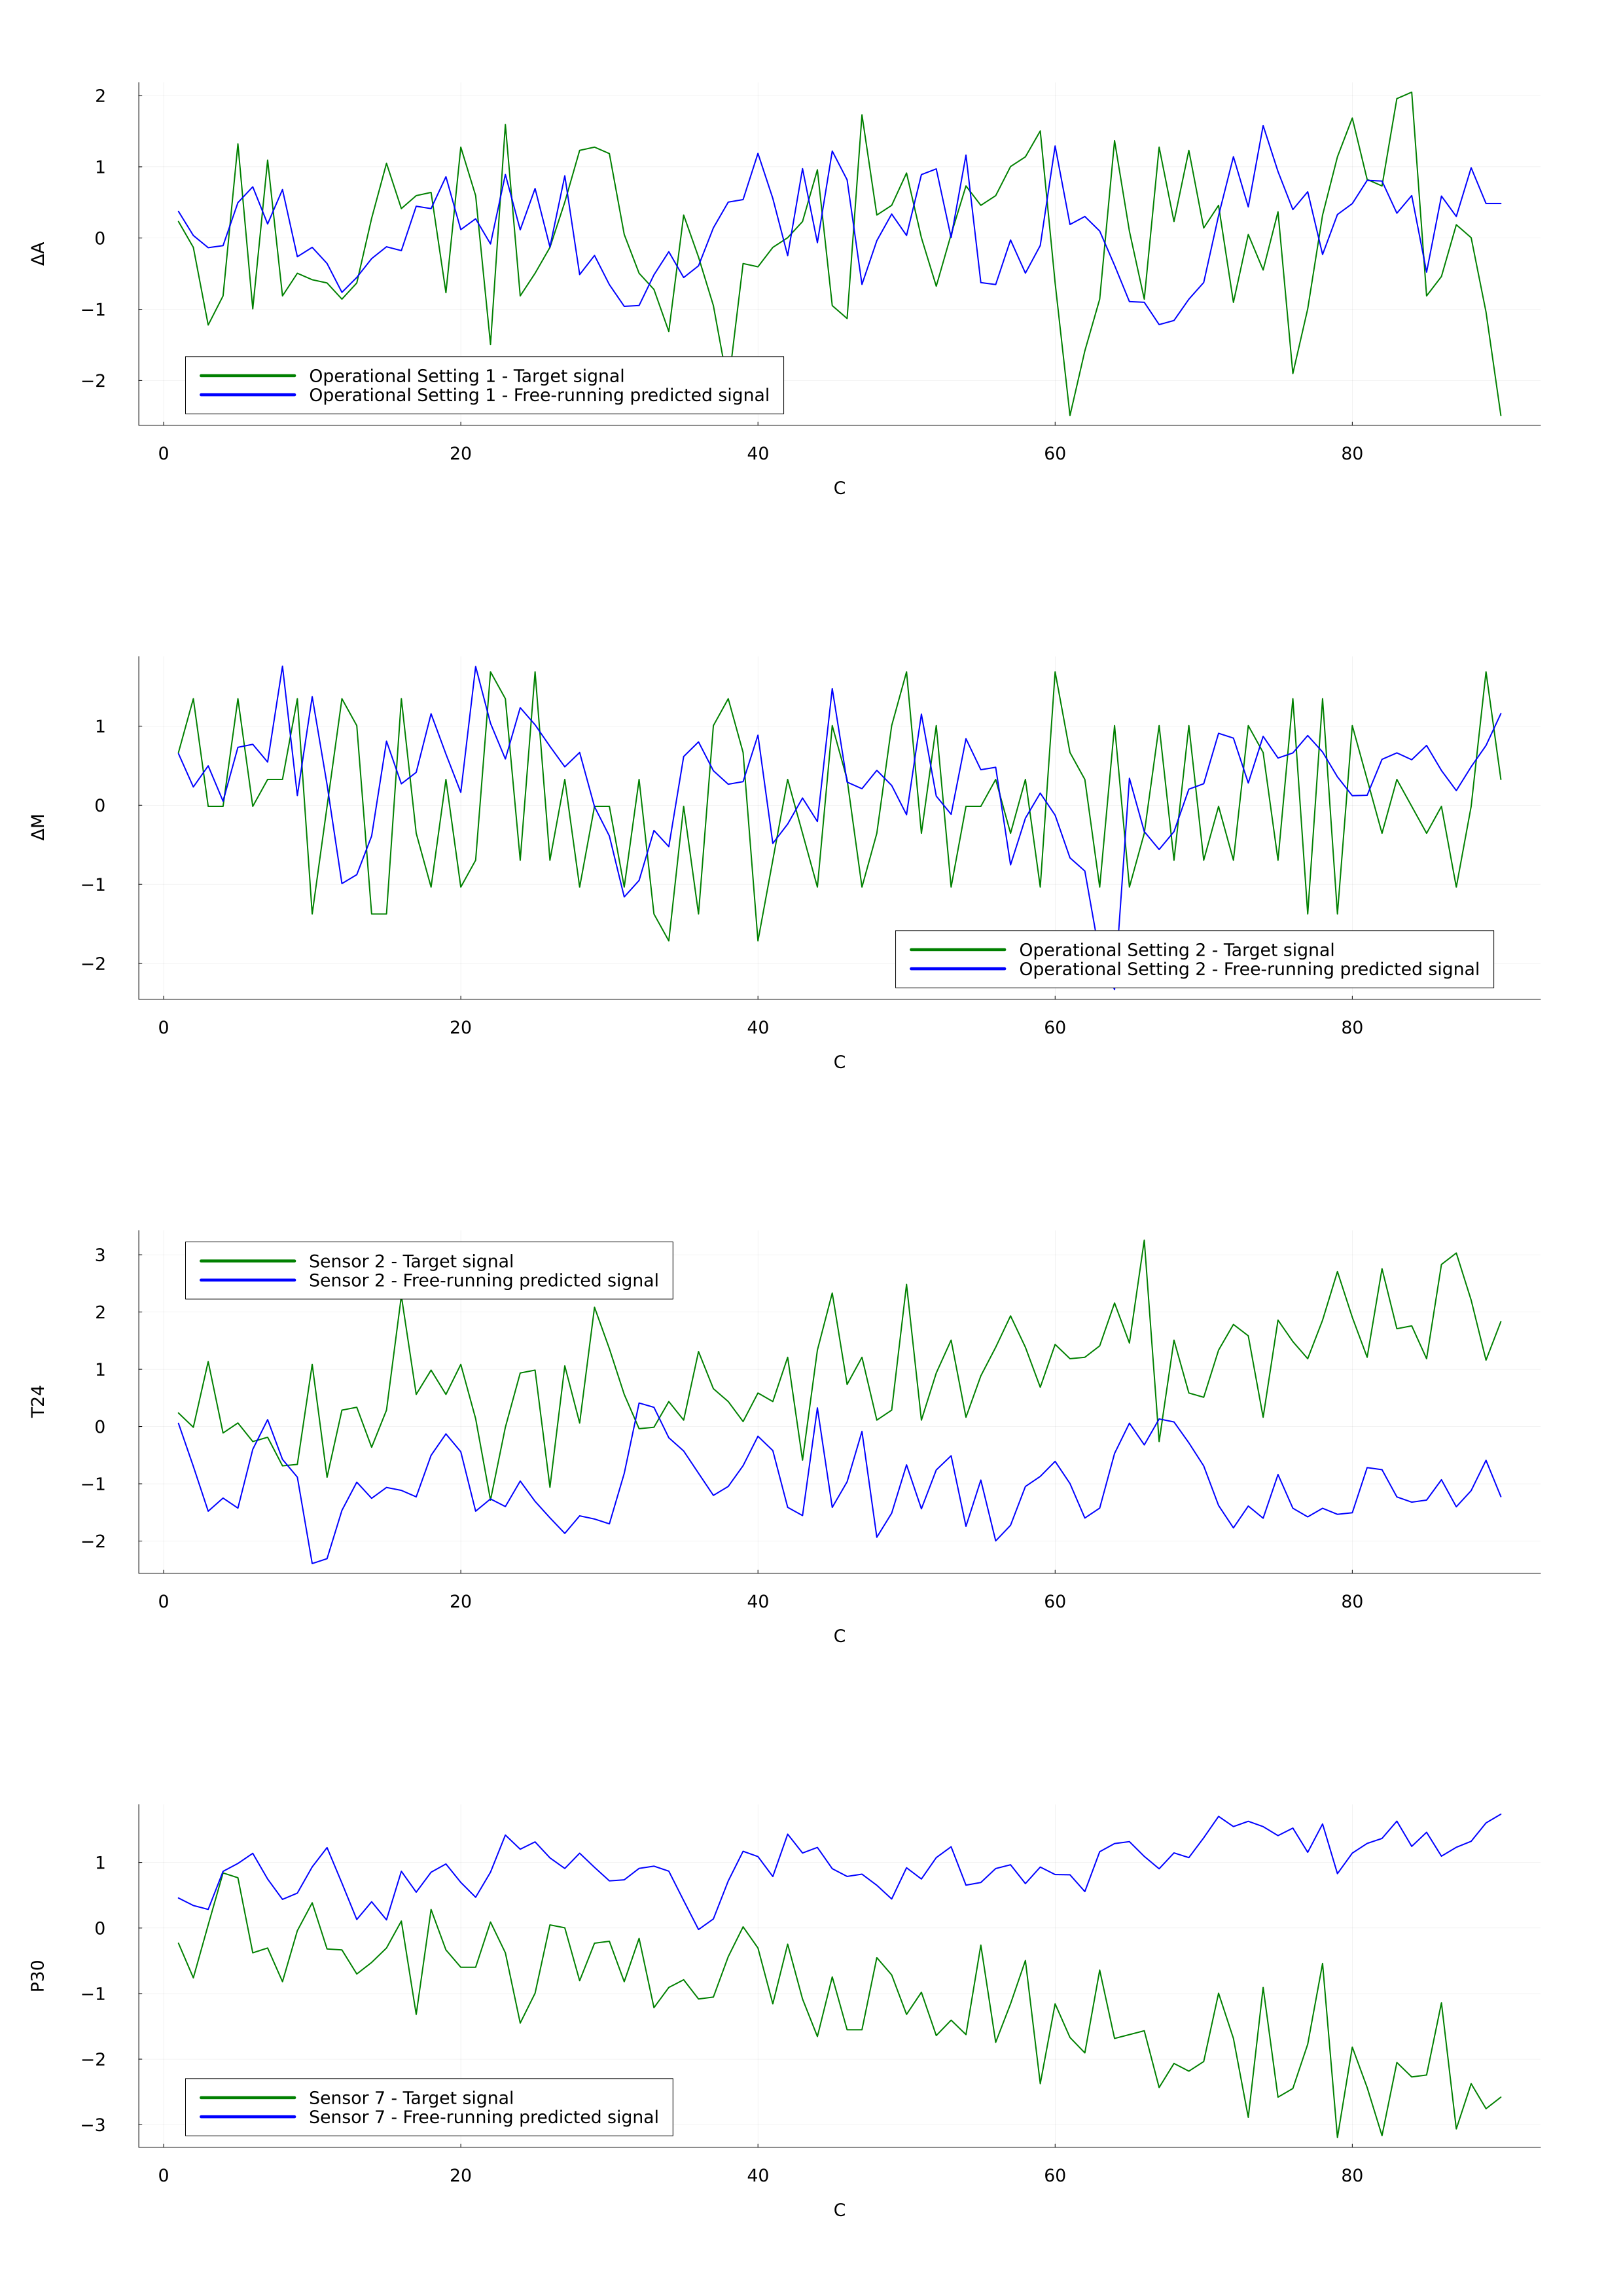 2
1
0
−1
−2
ΔA
Operational Setting 1 - Target signal
Operational Setting 1 - Free-running predicted signal
0 20 40 60 80
C
1
0
−1
−2
ΔM
Operational Setting 2 - Target signal
Operational Setting 2 - Free-running predicted signal
0 20 40 60 80
C
3
2
1
0
−1
−2
T24
Sensor 2 - Target signal
Sensor 2 - Free-running predicted signal
0 20 40 60 80
C
1
0
−1
−2
−3
P30
Sensor 7 - Target signal
Sensor 7 - Free-running predicted signal
0 20 40 60 80
C